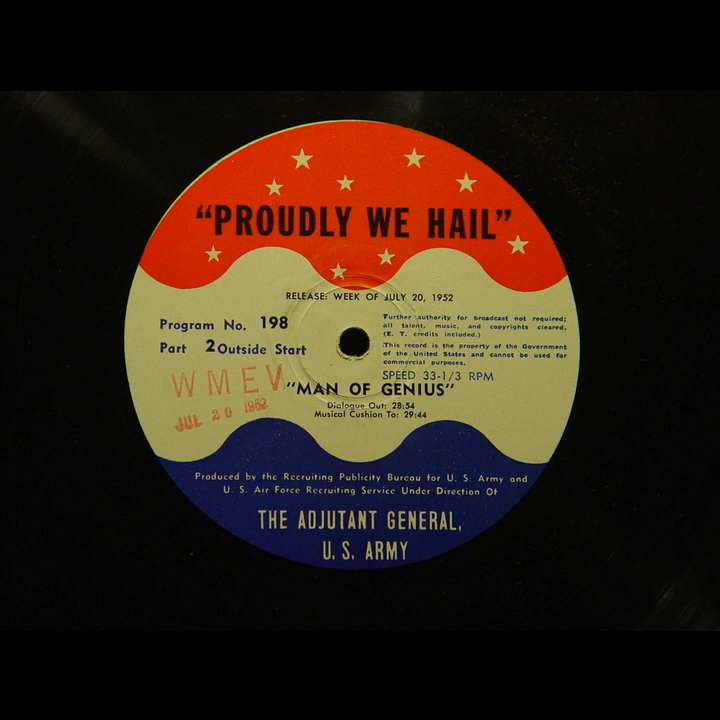 "PROUDLY WE HAIL"
RELEASE: WEEK OF JULY 20, 1952
Program No. 198
Part 2 Outside Start
Further authority for broadcast not required;
all talent, music, and copyrights cleared.
(E. T. credits included.)
This record is the property of the Government
of the United States and cannot be used for
commercial purposes.
SPEED 33-1/3 RPM
WMEV
JUL 20 1952
"MAN OF GENIUS"
Dialogue Out: 28:54
Musical Cushion To: 29:44
Produced by the Recruiting Publicity Bureau for U. S. Army and
U. S. Air Force Recruiting Service Under Direction Of
THE ADJUTANT GENERAL,
U. S. ARMY